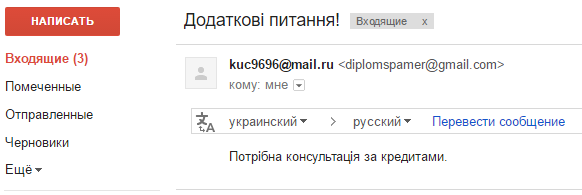 НАПИСАТЬ
Входящие (3)
Помеченные
Отправленные
Черновики
Ещё
Додаткові питання! Входящие x
kuc9696@mail.ru <diplomspamer@gmail.com>
кому: мне
украинский > русский Перевести сообщение
Потрібна консультація за кредитами.